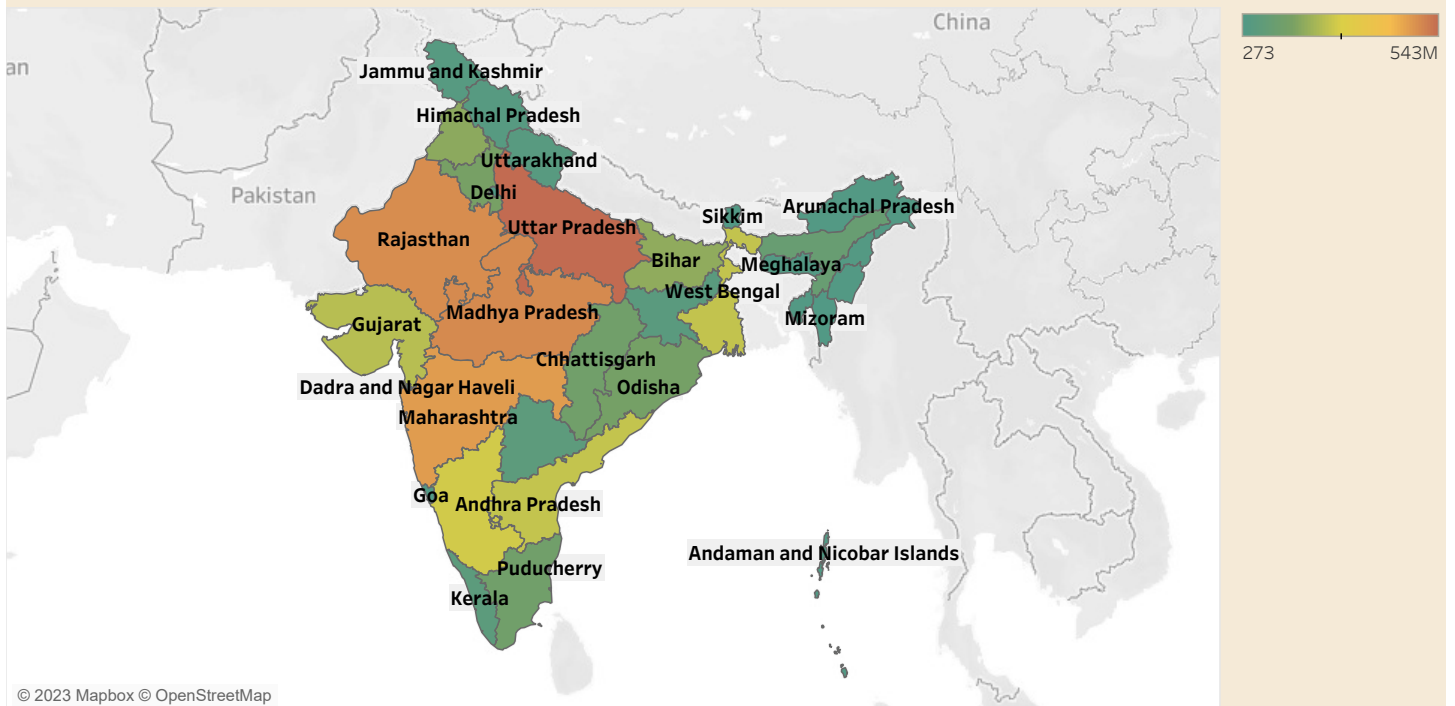 China
273
543M
an
Jammu and Kashmir
Himachal Pradesh
Uttarakhand
Pakistan
Delhi
Sikkim
Arunachal Pradesh
Uttar Pradesh
Rajasthan
Bihar
Meghalaya
West Bengal
Madhya Pradesh
Mizoram
Gujarat
Chhattisgarh
Dadra and Nagar Haveli
Odisha
Maharashtra
Goa
Andhra Pradesh
Andaman and Nicobar Islands
Puducherry
Kerala
© 2023 Mapbox © OpenStreetMap